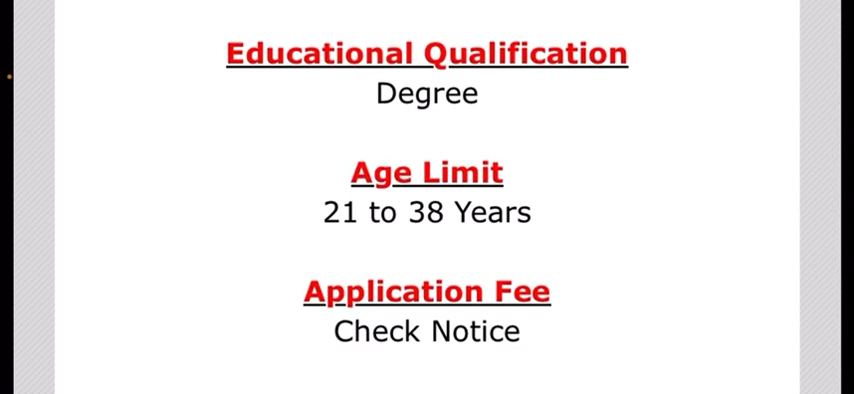 Educational Qualification
Degree
Age Limit
21 to 38 Years
Application Fee
Check Notice